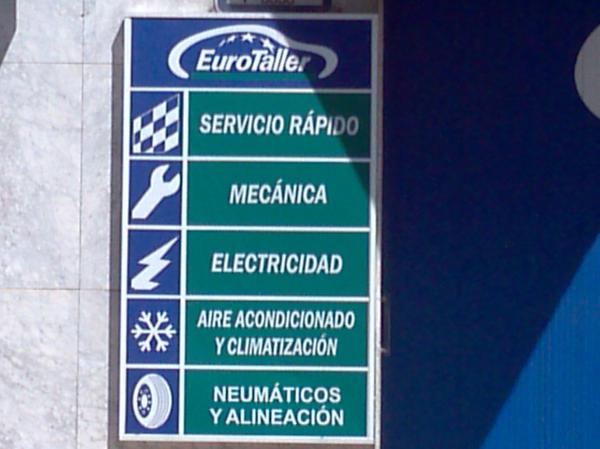 EuroTaller
SERVICIO RÁPIDO
MECÁNICA
ELECTRICIDAD
AIRE ACONDICIONADO
Y CLIMATIZACIÓN
NEUMÁTICOS
Y ALINEACIÓN